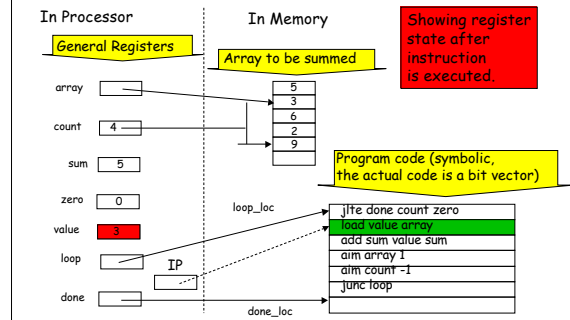 In Processor
In Memory
Showing register
state after
instruction
is executed.
General Registers
Array to be summed
array
count
4
sum
5
zero
0
value
3
loop
IP
done
5
3
6
2
9
Program code (symbolic,
the actual code is a bit vector)
loop_loc
jlte done count zero
load value array
add sum value sum
aim array 1
aim count -1
junc loop
done_loc